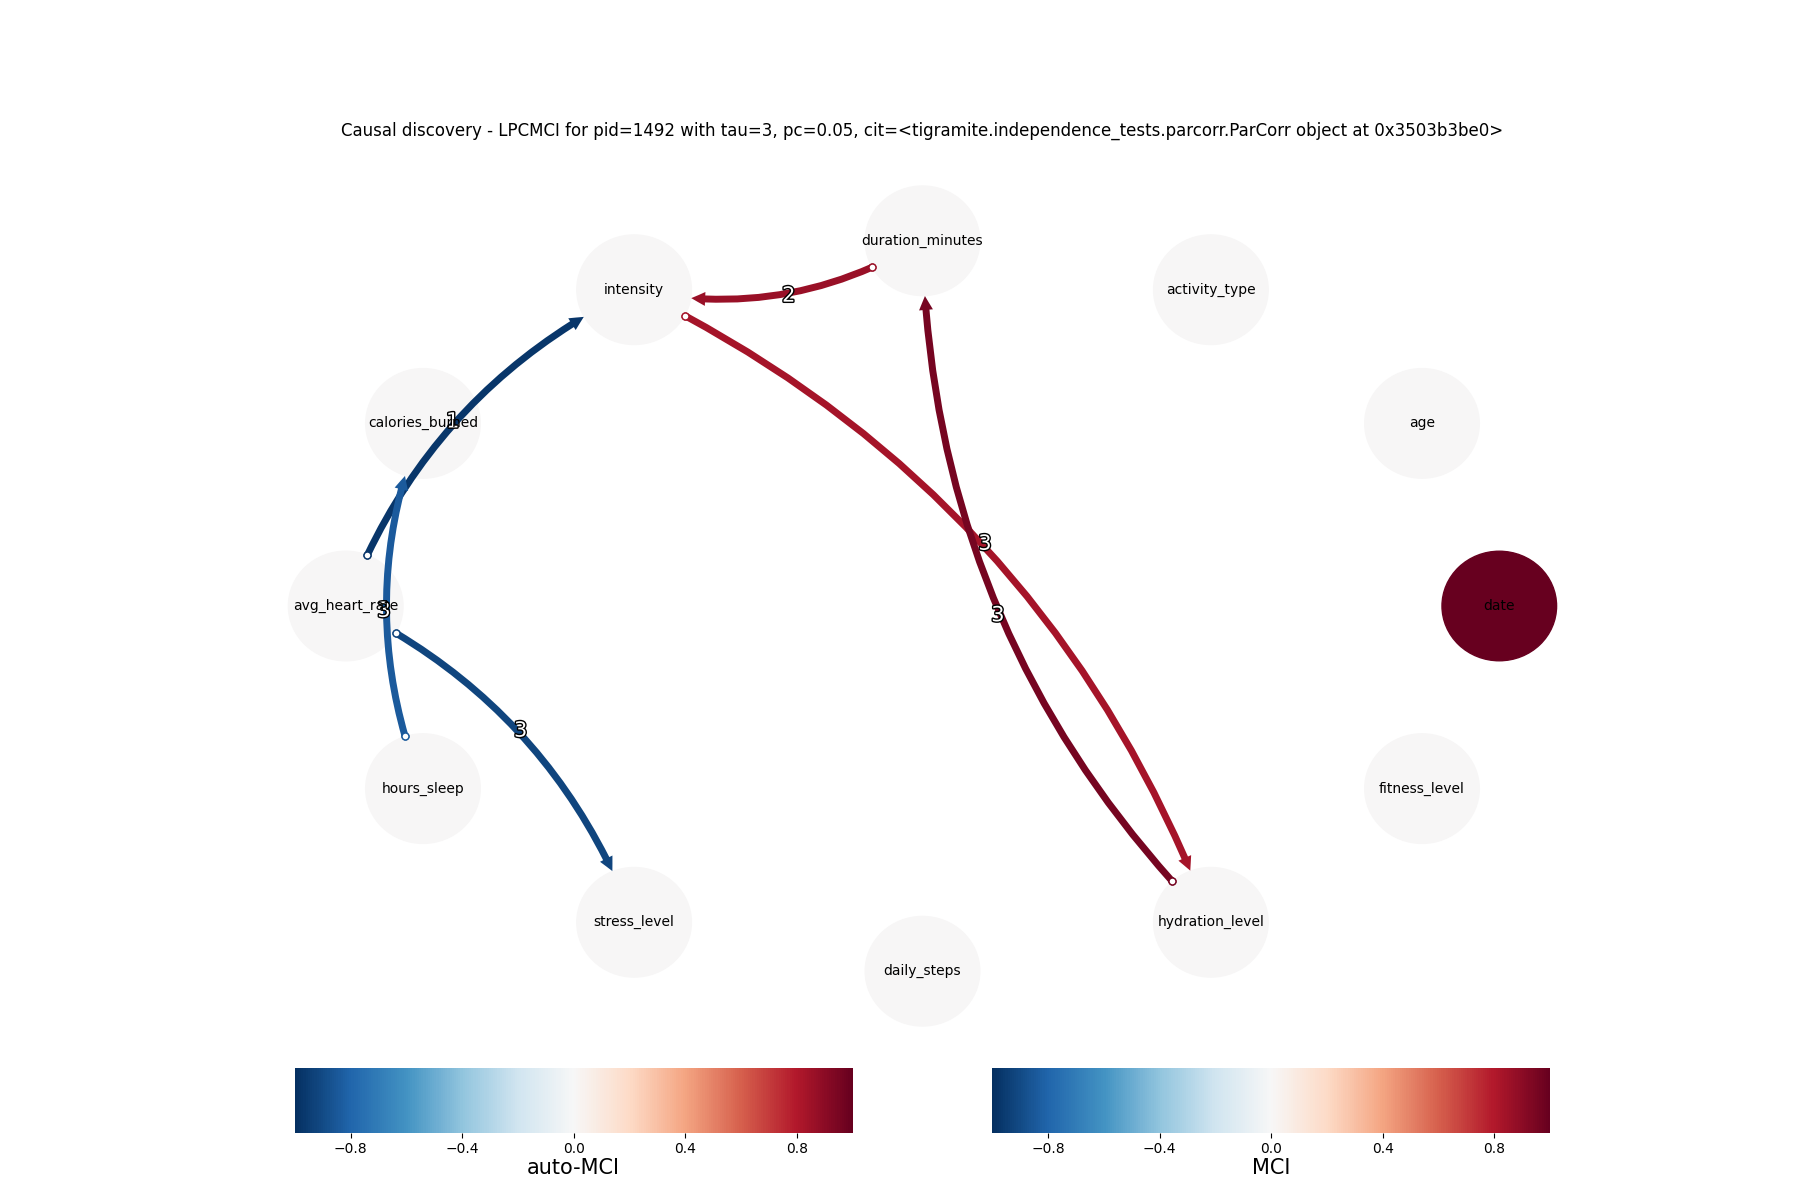 Causal discovery - LPCMCI for pid=1492 with tau=3, pc=0.05, cit=<tigramite.independence_tests.parcorr.ParCorr object at 0x3503b3be0>
duration_minutes
intensity
activity_type
2
calories_burned
1
age
3
avg_heart_rate
3
3
date
3
hours_sleep
fitness_level
stress_level
hydration_level
daily_steps
−0.8 −0.4 0.0 0.4 0.8
auto-MCI
−0.8 −0.4 0.0 0.4 0.8
MCI